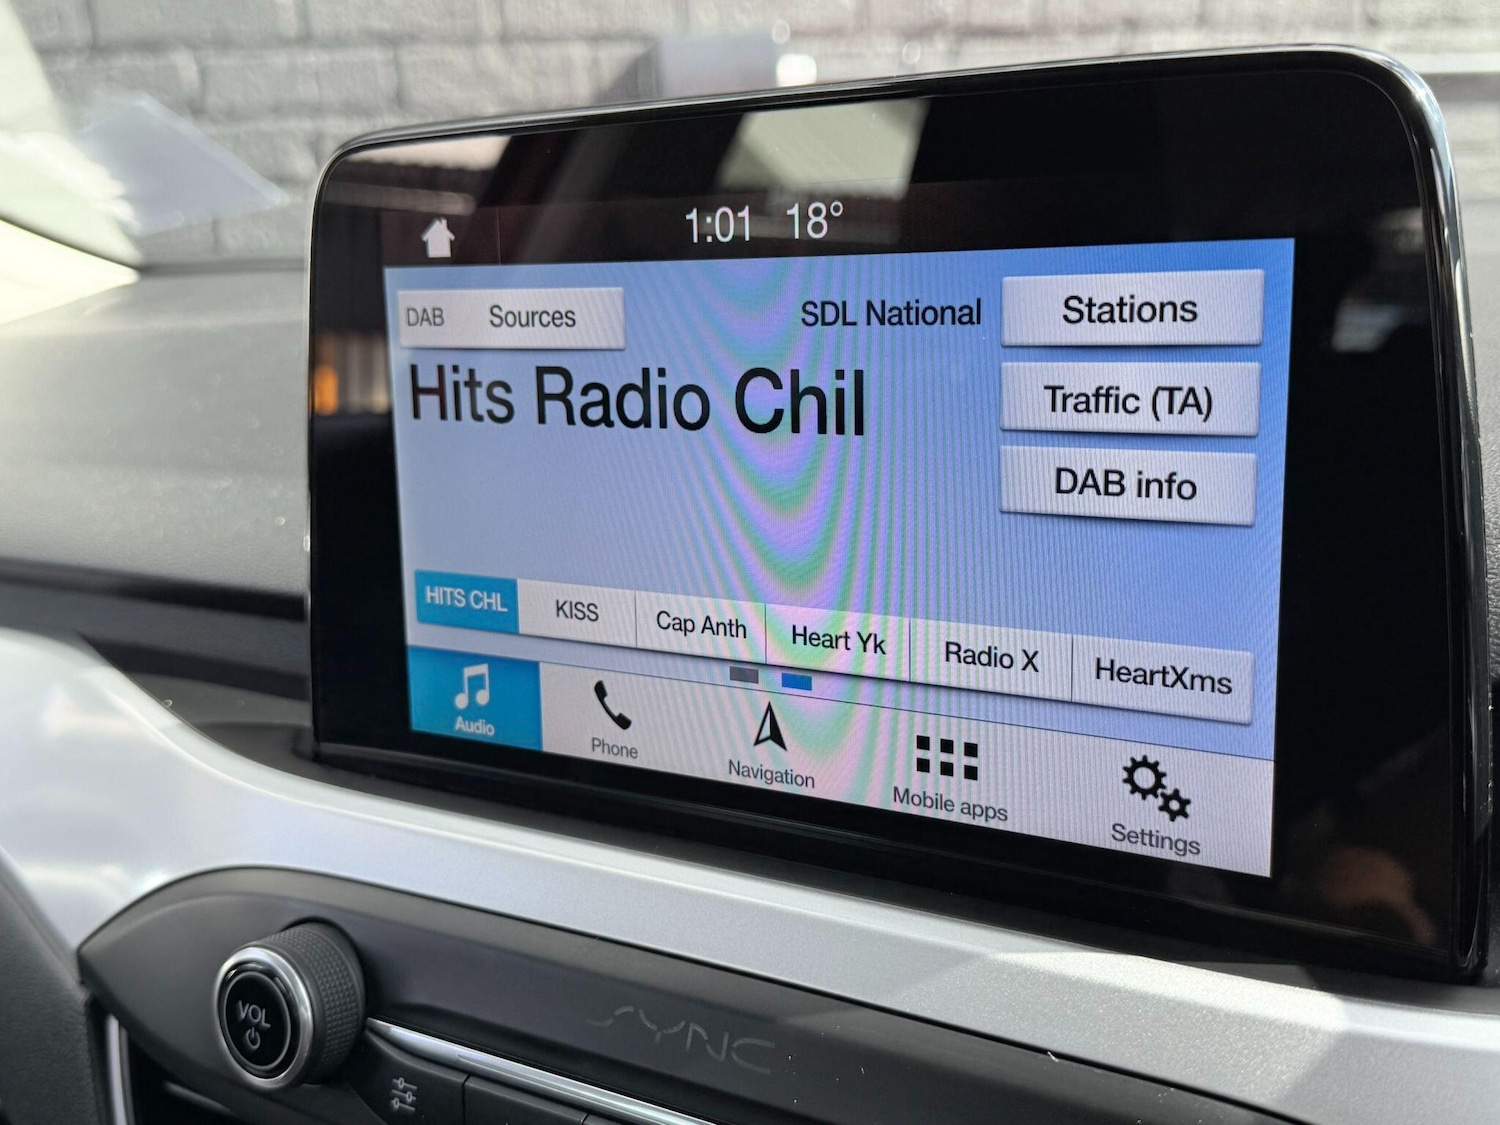 1:01 18°
DAB Sources
SDL National
Stations
Hits Radio Chil
Traffic (TA)
DAB info
HITS CHL
KISS
Cap Anth
Heart Yk
Radio X
HeartXms
Audio
Phone
Navigation
Mobile apps
Settings
VOL
SYNC